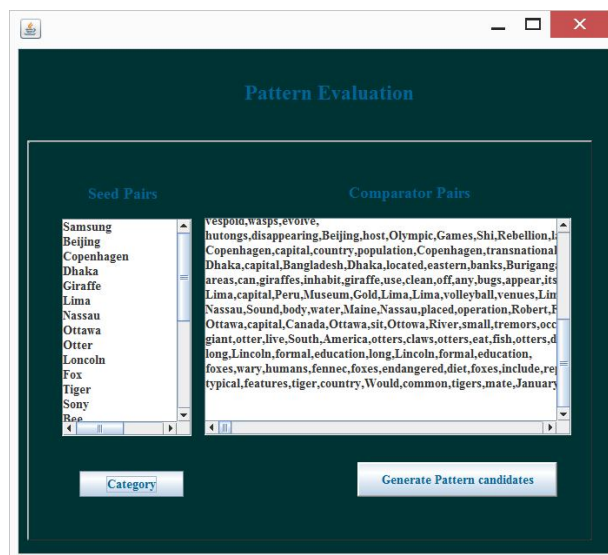 Pattern Evaluation
Seed Pairs
Comparator Pairs
Samsung
Beijing
Copenhagen
Dhaka
Giraffe
Lima
Nassau
Ottawa
Otter
Loncoln
Fox
Tiger
Sony
Bee
vespoid,wasps,evolve,
hutongs,disappearing,Beijing,host,Olympic,Games,Shi,Rebellion,la
Copenhagen,capital,country,population,Copenhagen,transnational
Dhaka,capital,Bangladesh,Dhaka,located,eastern,banks,Buriganga
areas,can,giraffes,inhabit,giraffe,use,clean,off,any,bugs,appear,its
Lima,capital,Peru,Museum,Gold,Lima,Lima,volleyball,venues,Lim
Nassau,Sound,body,water,Maine,Nassau,placed,operation,Robert,F
Ottawa,capital,Canada,Ottawa,sit,Ottowa,River,small,tremors,occ
giant,otter,live,South,America,otters,claws,otters,eat,fish,otters,d
long,Lincoln,formal,education,long,Lincoln,formal,education,
foxes,wary,humans,fennec,foxes,endangered,diet,foxes,include,rep
typical,features,tiger,country,Would,common,tigers,mate,January
Category
Generate Pattern candidates